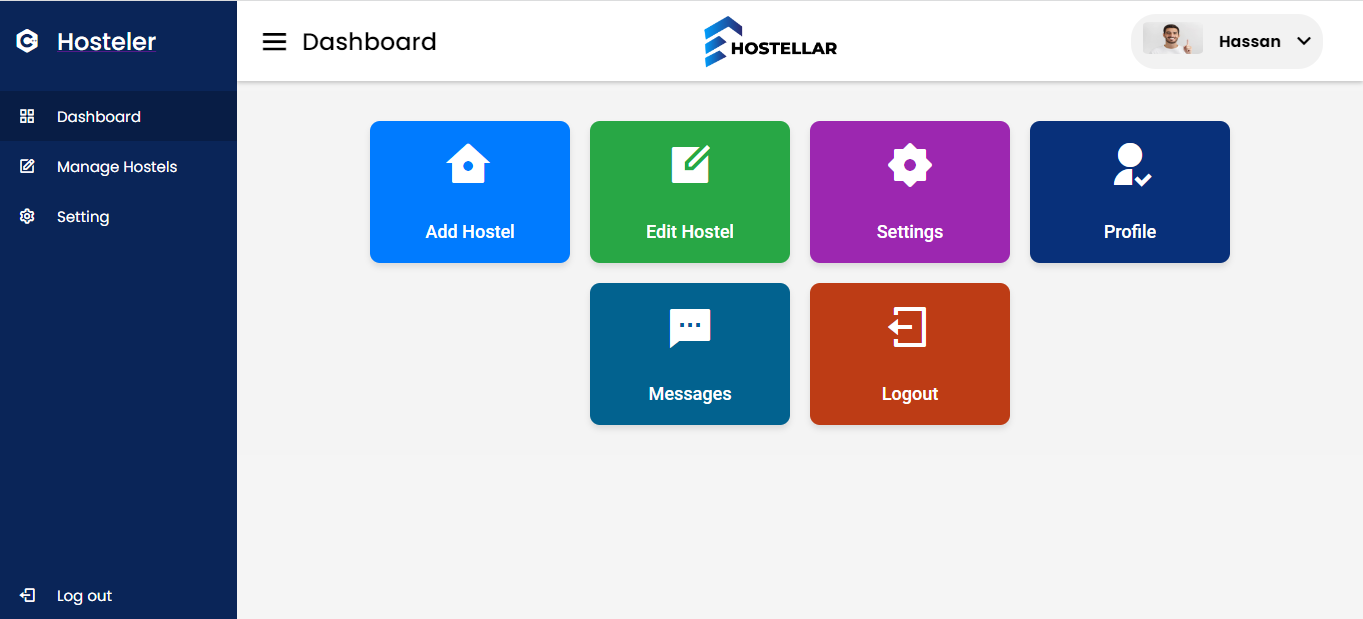 Hosteler
Dashboard
Manage Hostels
Setting
Log out
Dashboard
HOSTELLAR
Hassan
Add Hostel
Edit Hostel
Settings
Profile
Messages
Logout